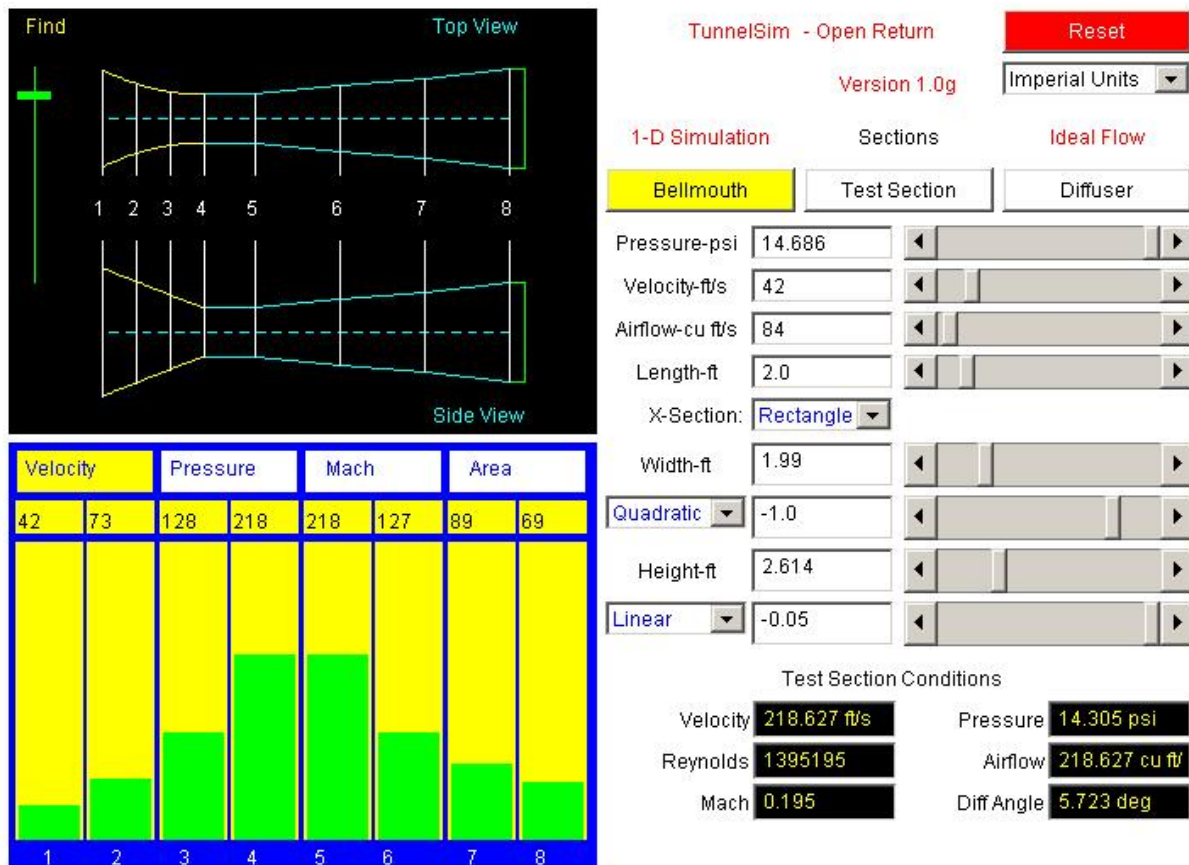 Find
Top View
1 2 3 4 5 6 7 8
Side View
Velocity Pressure Mach Area
42 73 128 218 218 127 89 69
1 2 3 4 5 6 7 8
TunnelSim - Open Return Reset
Version 1.0g Imperial Units
1-D Simulation Sections Ideal Flow
Bellmouth Test Section Diffuser
Pressure-psi 14.686
Velocity-ft/s 42
Airflow-cu ft/s 84
Length-ft 2.0
X-Section: Rectangle
Width-ft 1.99
Quadratic -1.0
Height-ft 2.614
Linear -0.05
Test Section Conditions
Velocity 218.627 ft/s Pressure 14.305 psi
Reynolds 1395195 Airflow 218.627 cu ft/
Mach 0.195 Diff Angle 5.723 deg